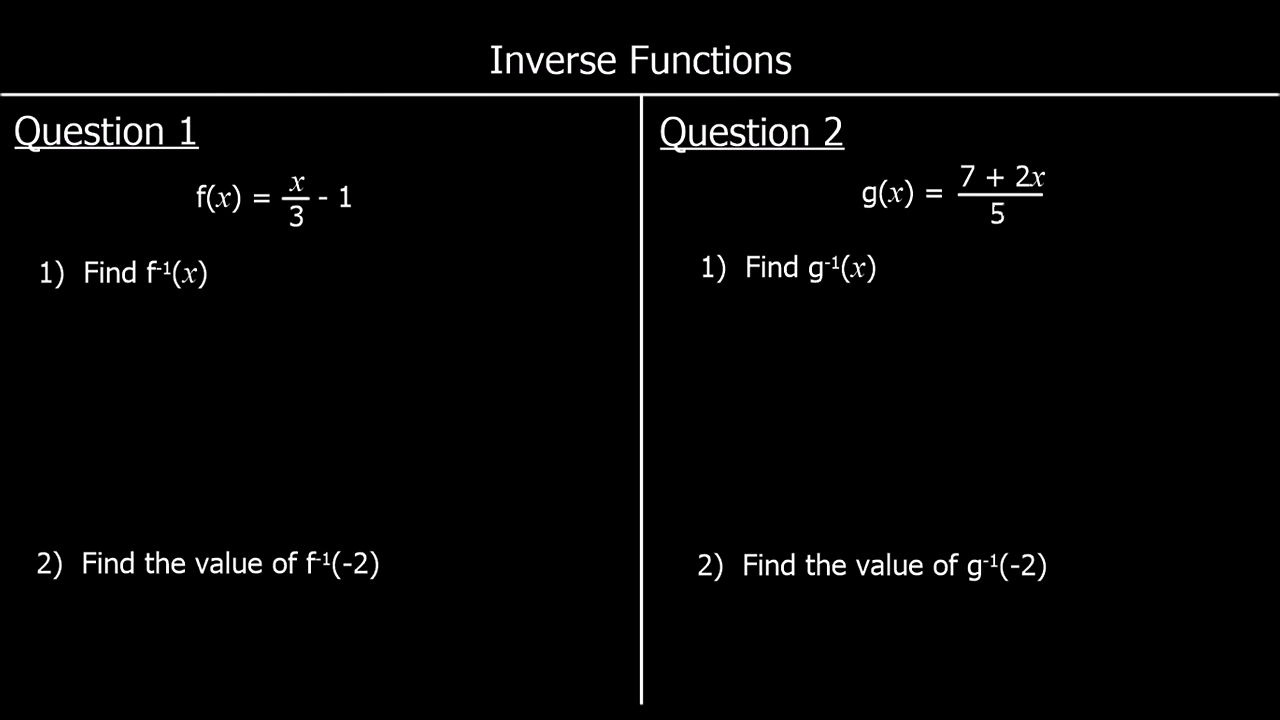 Inverse Functions
Question 1
f(x) = x/3 - 1
1) Find f⁻¹(x)
2) Find the value of f⁻¹(-2)
Question 2
g(x) = (7 + 2x)/5
1) Find g⁻¹(x)
2) Find the value of g⁻¹(-2)